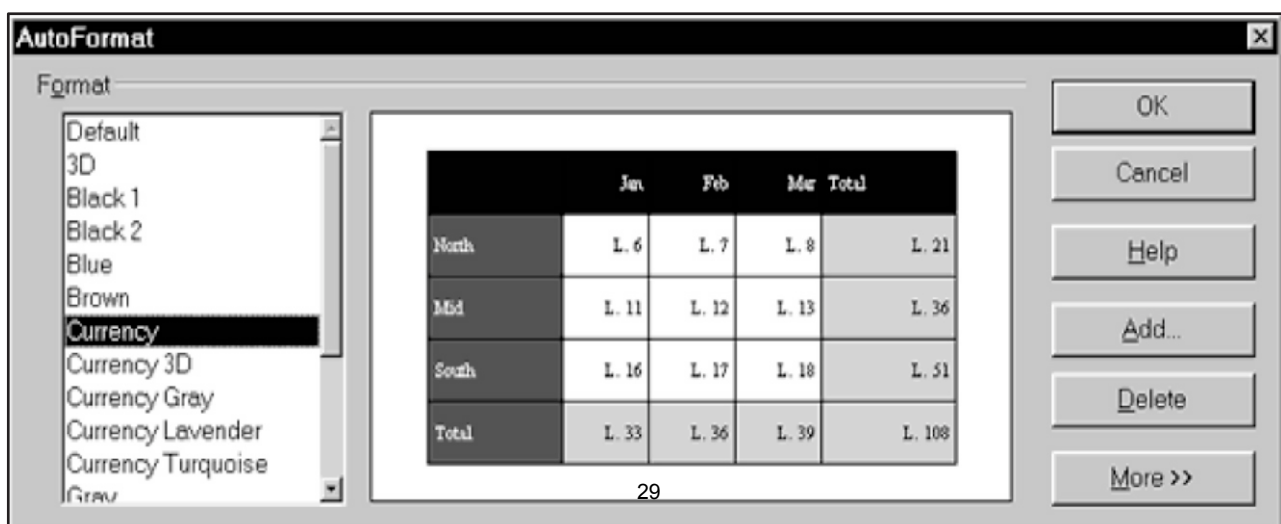 AutoFormat
Format
Default
3D
Black 1
Black 2
Blue
Brown
Currency
Currency 3D
Currency Gray
Currency Lavender
Currency Turquoise
Gray
Jan Feb Mar Total
North L. 6 L. 7 L. 8 L. 21
Mid L. 11 L. 12 L. 13 L. 36
South L. 16 L. 17 L. 18 L. 51
Total L. 33 L. 36 L. 39 L. 108
29
OK
Cancel
Help
Add...
Delete
More >>